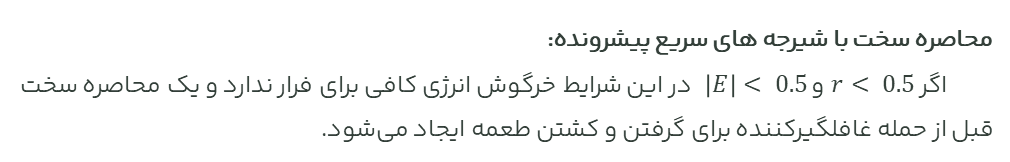 محاصره سخت با شیرجه های سریع پیشرونده:
اگر r < 0.5 و |E| < 0.5 در این شرایط خرگوش انرژی کافی برای فرار ندارد و یک محاصره سخت
قبل از حمله غافلگیرکننده برای گرفتن و کشتن طعمه ایجاد می‌شود.